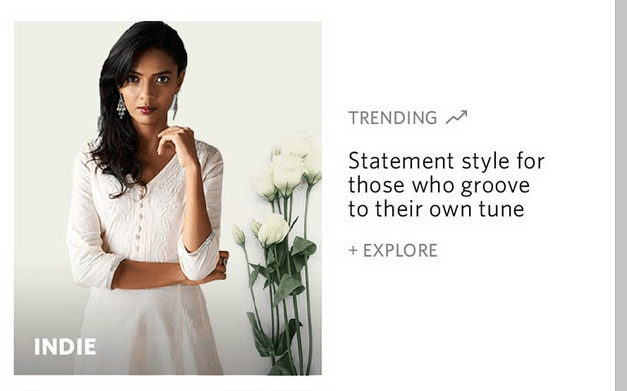 INDIE
TRENDING
Statement style for
those who groove
to their own tune
+ EXPLORE